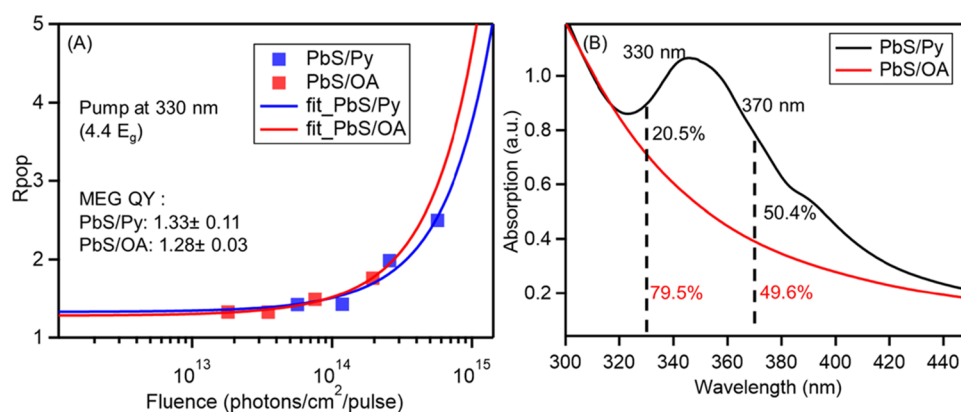 (A)
PbS/Py
PbS/OA
fit_PbS/Py
fit_PbS/OA
Pump at 330 nm
(4.4 E_g)
MEG QY :
PbS/Py: 1.33± 0.11
PbS/OA: 1.28± 0.03
Rpop
5
4
3
2
1
10^13
10^14
10^15
Fluence (photons/cm^2/pulse)
(B)
330 nm
PbS/Py
PbS/OA
370 nm
20.5%
50.4%
79.5%
49.6%
Absorption (a.u.)
1.0
0.8
0.6
0.4
0.2
300
320
340
360
380
400
420
440
Wavelength (nm)